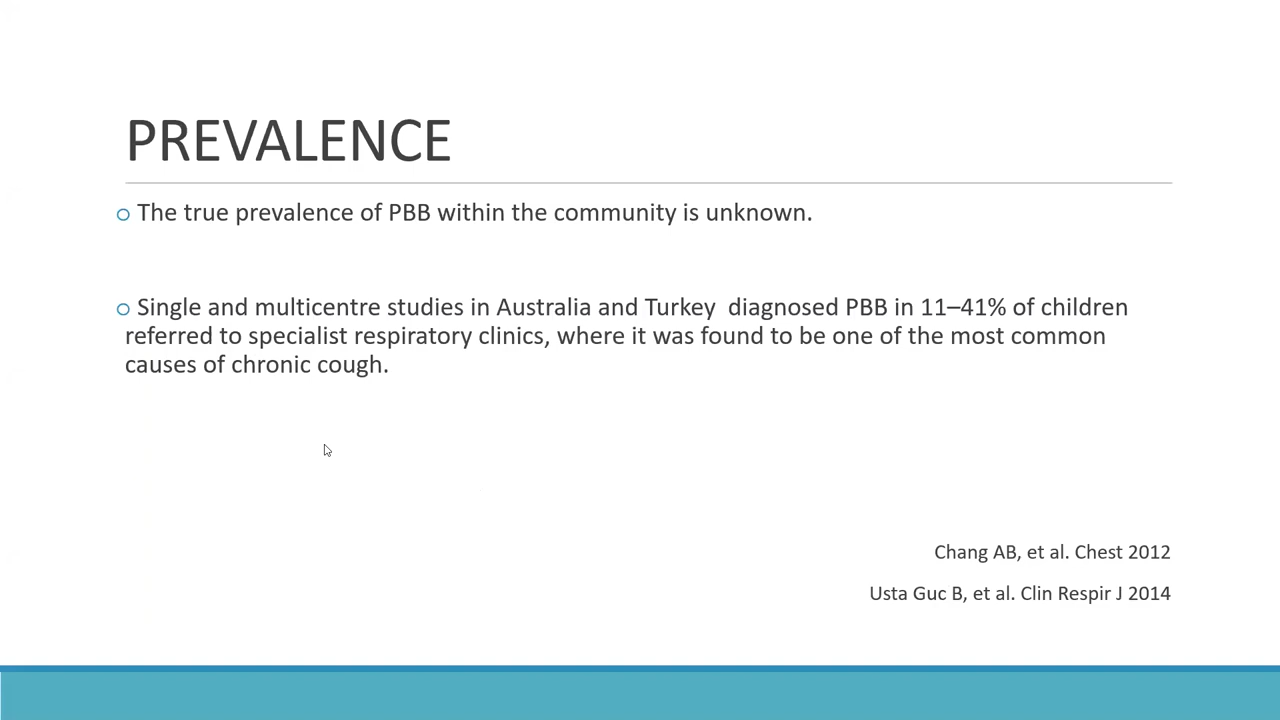 PREVALENCE
o The true prevalence of PBB within the community is unknown.
o Single and multicentre studies in Australia and Turkey  diagnosed PBB in 11–41% of children
referred to specialist respiratory clinics, where it was found to be one of the most common
causes of chronic cough.
Chang AB, et al. Chest 2012
Usta Guc B, et al. Clin Respir J 2014